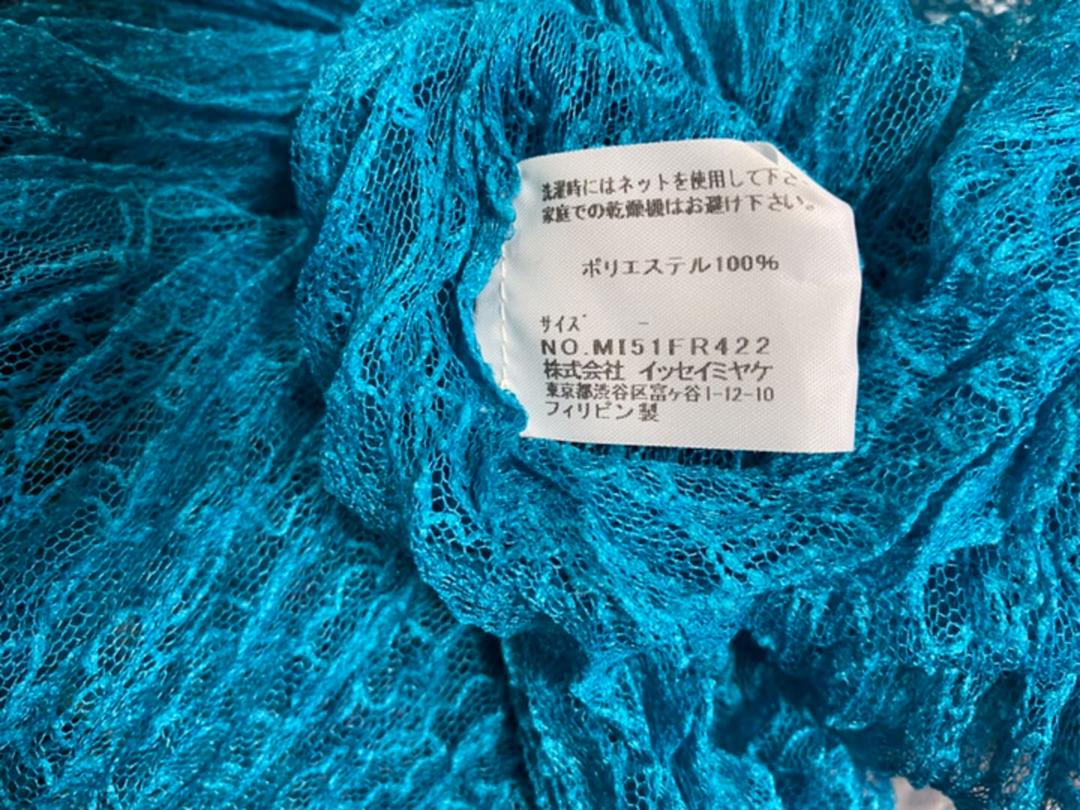 洗濯時にはネットを使用して下さ
家庭での乾燥機はお避け下さい。
ポリエステル100%
サイズ -
NO.MI51FR422
株式会社 イッセイミヤケ
東京都渋谷区富ヶ谷1-12-10
フィリピン製